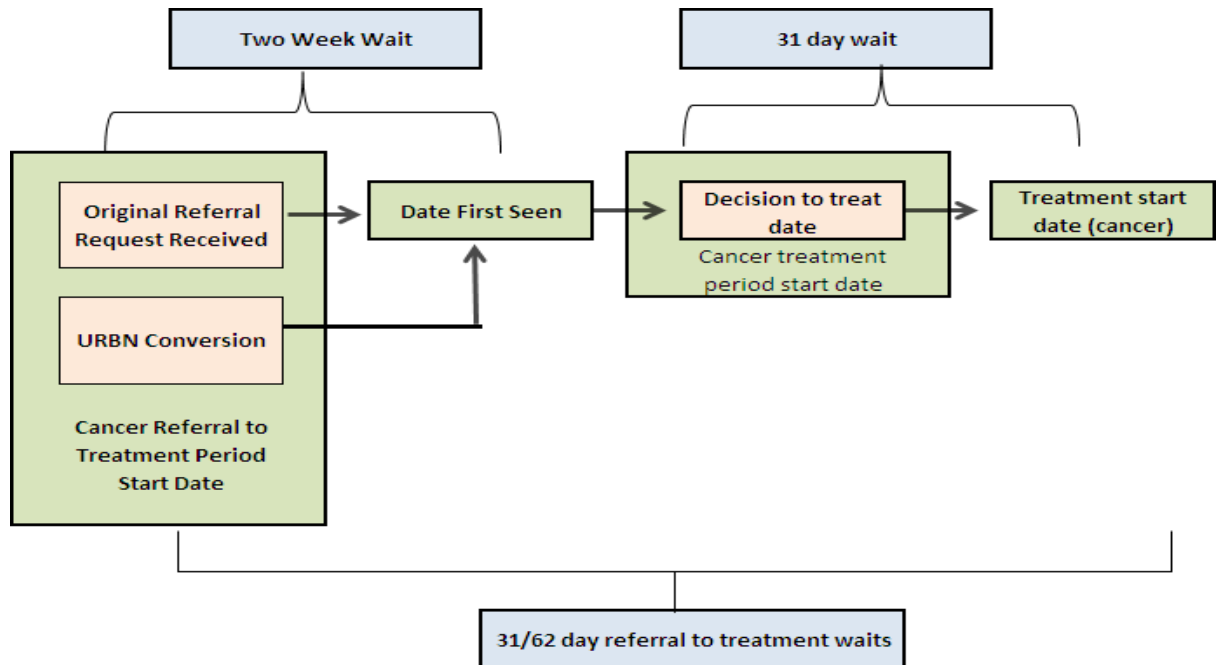 Two Week Wait
31 day wait
Original Referral
Request Received
Date First Seen
Decision to treat
date
Cancer treatment
period start date
Treatment start
date (cancer)
URBN Conversion
Cancer Referral to
Treatment Period
Start Date
31/62 day referral to treatment waits